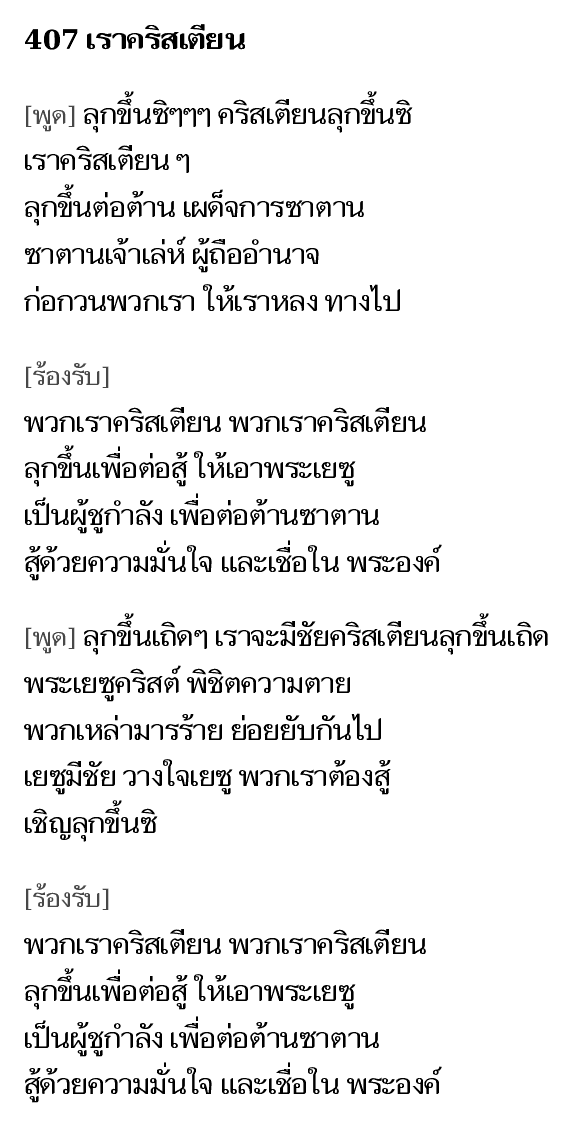 407 เราคริสเตียน
[พูด] ลุกขึ้นซิๆๆๆ คริสเตียนลุกขึ้นซิ
เราคริสเตียน ๆ
ลุกขึ้นต่อต้าน เผด็จการซาตาน
ซาตานเจ้าเล่ห์ ผู้ถืออำนาจ
ก่อกวนพวกเรา ให้เราหลง ทางไป
[ร้องรับ]
พวกเราคริสเตียน พวกเราคริสเตียน
ลุกขึ้นเพื่อต่อสู้ ให้เอาพระเยซู
เป็นผู้ชูกำลัง เพื่อต่อต้านซาตาน
สู้ด้วยความมั่นใจ และเชื่อใน พระองค์
[พูด] ลุกขึ้นเถิดๆ เราจะมีชัยคริสเตียนลุกขึ้นเถิด
พระเยซูคริสต์ พิชิตความตาย
พวกเหล่ามารร้าย ย่อยยับกันไป
เยซูมีชัย วางใจเยซู พวกเราต้องสู้
เชิญลุกขึ้นซิ
[ร้องรับ]
พวกเราคริสเตียน พวกเราคริสเตียน
ลุกขึ้นเพื่อต่อสู้ ให้เอาพระเยซู
เป็นผู้ชูกำลัง เพื่อต่อต้านซาตาน
สู้ด้วยความมั่นใจ และเชื่อใน พระองค์